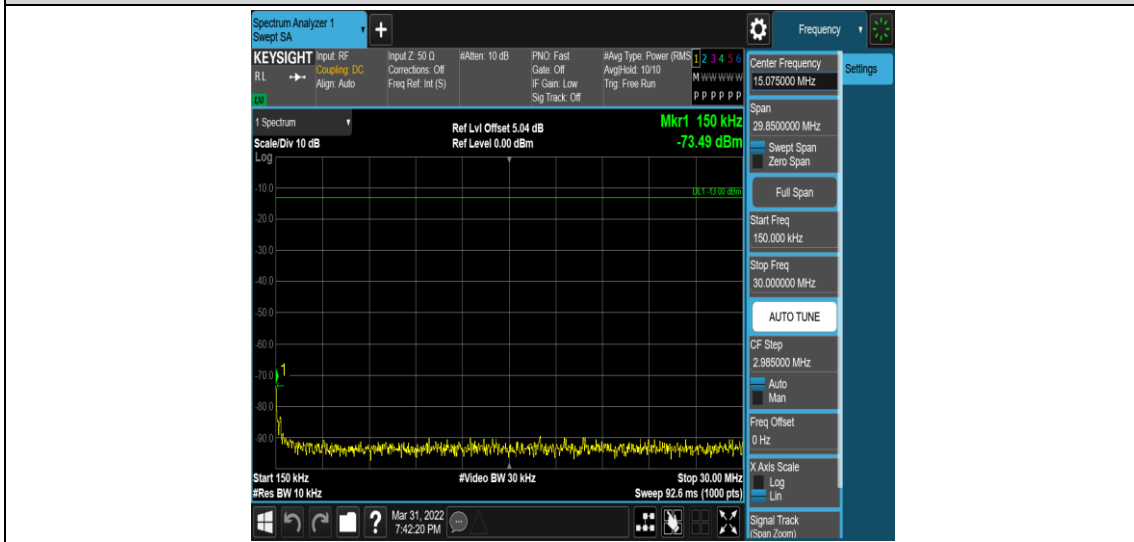 Spectrum Analyzer 1
Swept SA
+
Frequency
KEYSIGHT
RL
Input: RF
Coupling: DC
Align: Auto
Input Z: 50 Ω
Corrections: Off
Freq Ref: Int (S)
#Atten: 10 dB
PNO: Fast
Gate: Off
IF Gain: Low
Sig Track: Off
#Avg Type: Power (RMS
Avg|Hold: 10/10
Trig: Free Run
1 2 3 4 5 6
M W W W W W
P P P P P P
LXI
1 Spectrum
Scale/Div 10 dB
Log
Ref Lvl Offset 5.04 dB
Ref Level 0.00 dBm
Mkr1 150 kHz
-73.49 dBm
DL1 -13.00 dBm
-10.0
-20.0
-30.0
-40.0
-50.0
-60.0
-70.0
-80.0
-90.0
1
Start 150 kHz
#Res BW 10 kHz
#Video BW 30 kHz
Stop 30.00 MHz
Sweep 92.6 ms (1000 pts)
?
Mar 31, 2022
7:42:20 PM
Center Frequency
15.075000 MHz
Settings
Span
29.8500000 MHz
Swept Span
Zero Span
Full Span
Start Freq
150.000 kHz
Stop Freq
30.000000 MHz
AUTO TUNE
CF Step
2.985000 MHz
Auto
Man
Freq Offset
0 Hz
X Axis Scale
Log
Lin
Signal Track
(Span Zoom)